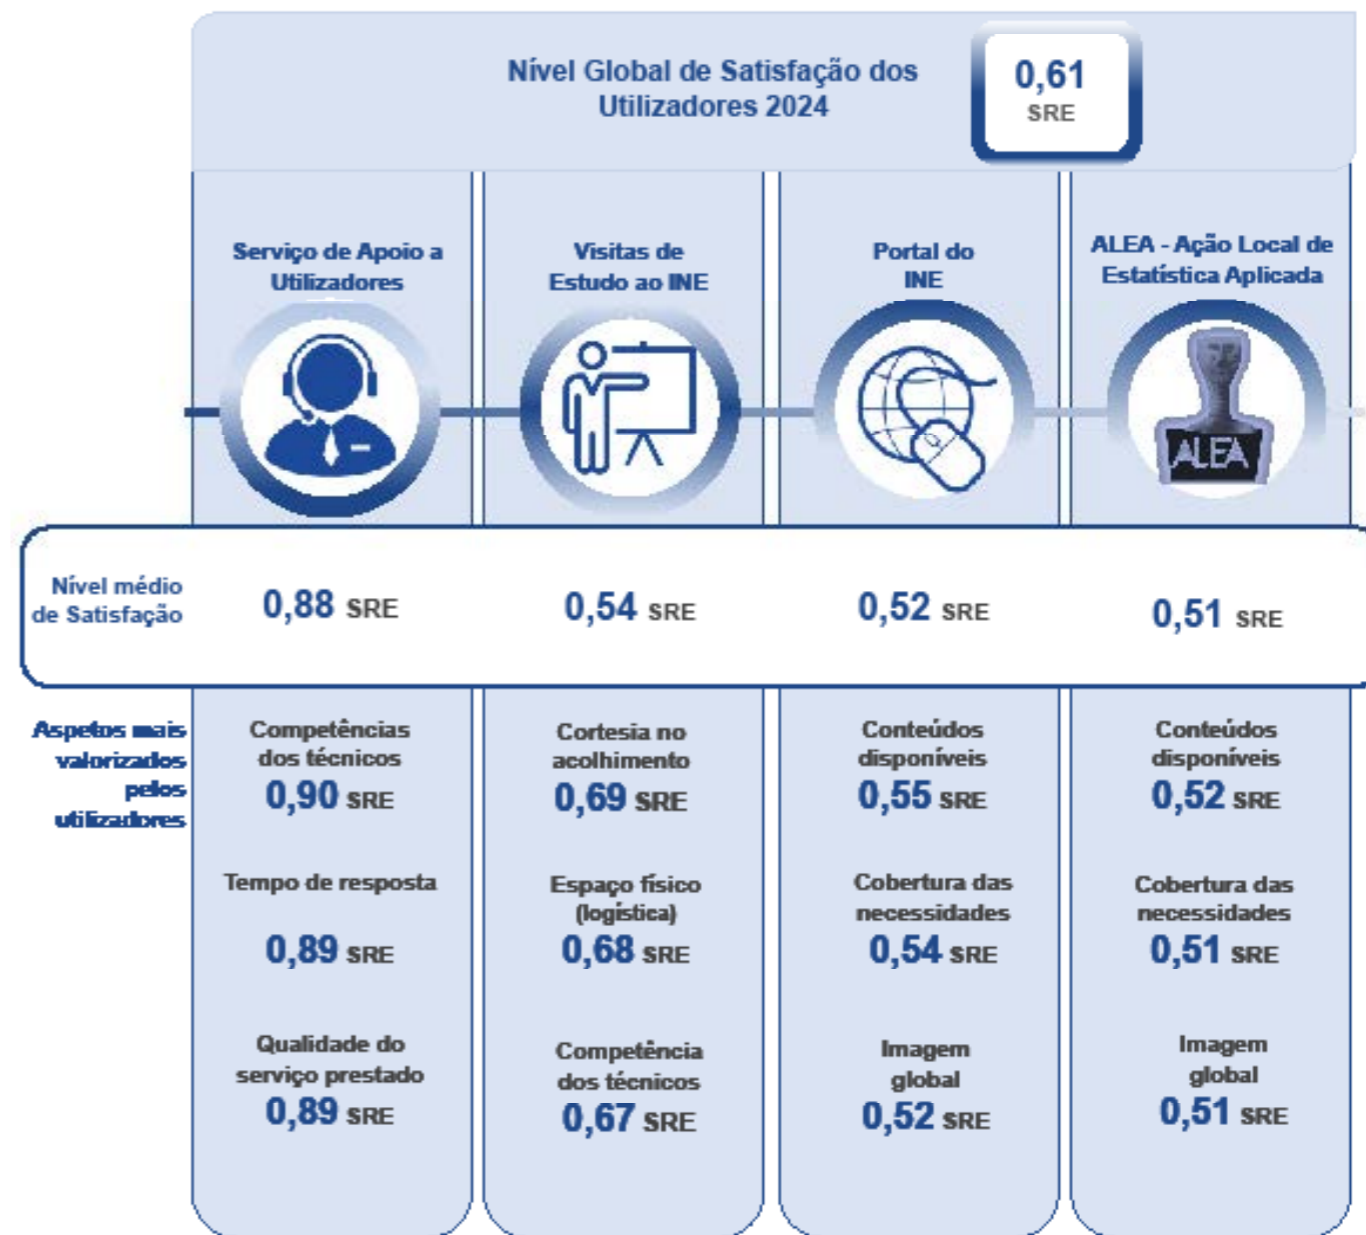 Nível Global de Satisfação dos
Utilizadores 2024
0,61
SRE
Serviço de Apoio a
Utilizadores
Visitas de
Estudo ao INE
Portal do
INE
ALEA - Ação Local de
Estatística Aplicada
ALEA
Nível médio
de Satisfação
0,88 SRE
0,54 SRE
0,52 SRE
0,51 SRE
Aspetos mais
valorizados
pelos
utilizadores
Competências
dos técnicos
0,90 SRE
Cortesia no
acolhimento
0,69 SRE
Conteúdos
disponíveis
0,55 SRE
Conteúdos
disponíveis
0,52 SRE
Tempo de resposta
0,89 SRE
Espaço físico
(logística)
0,68 SRE
Cobertura das
necessidades
0,54 SRE
Cobertura das
necessidades
0,51 SRE
Qualidade do
serviço prestado
0,89 SRE
Competência
dos técnicos
0,67 SRE
Imagem
global
0,52 SRE
Imagem
global
0,51 SRE